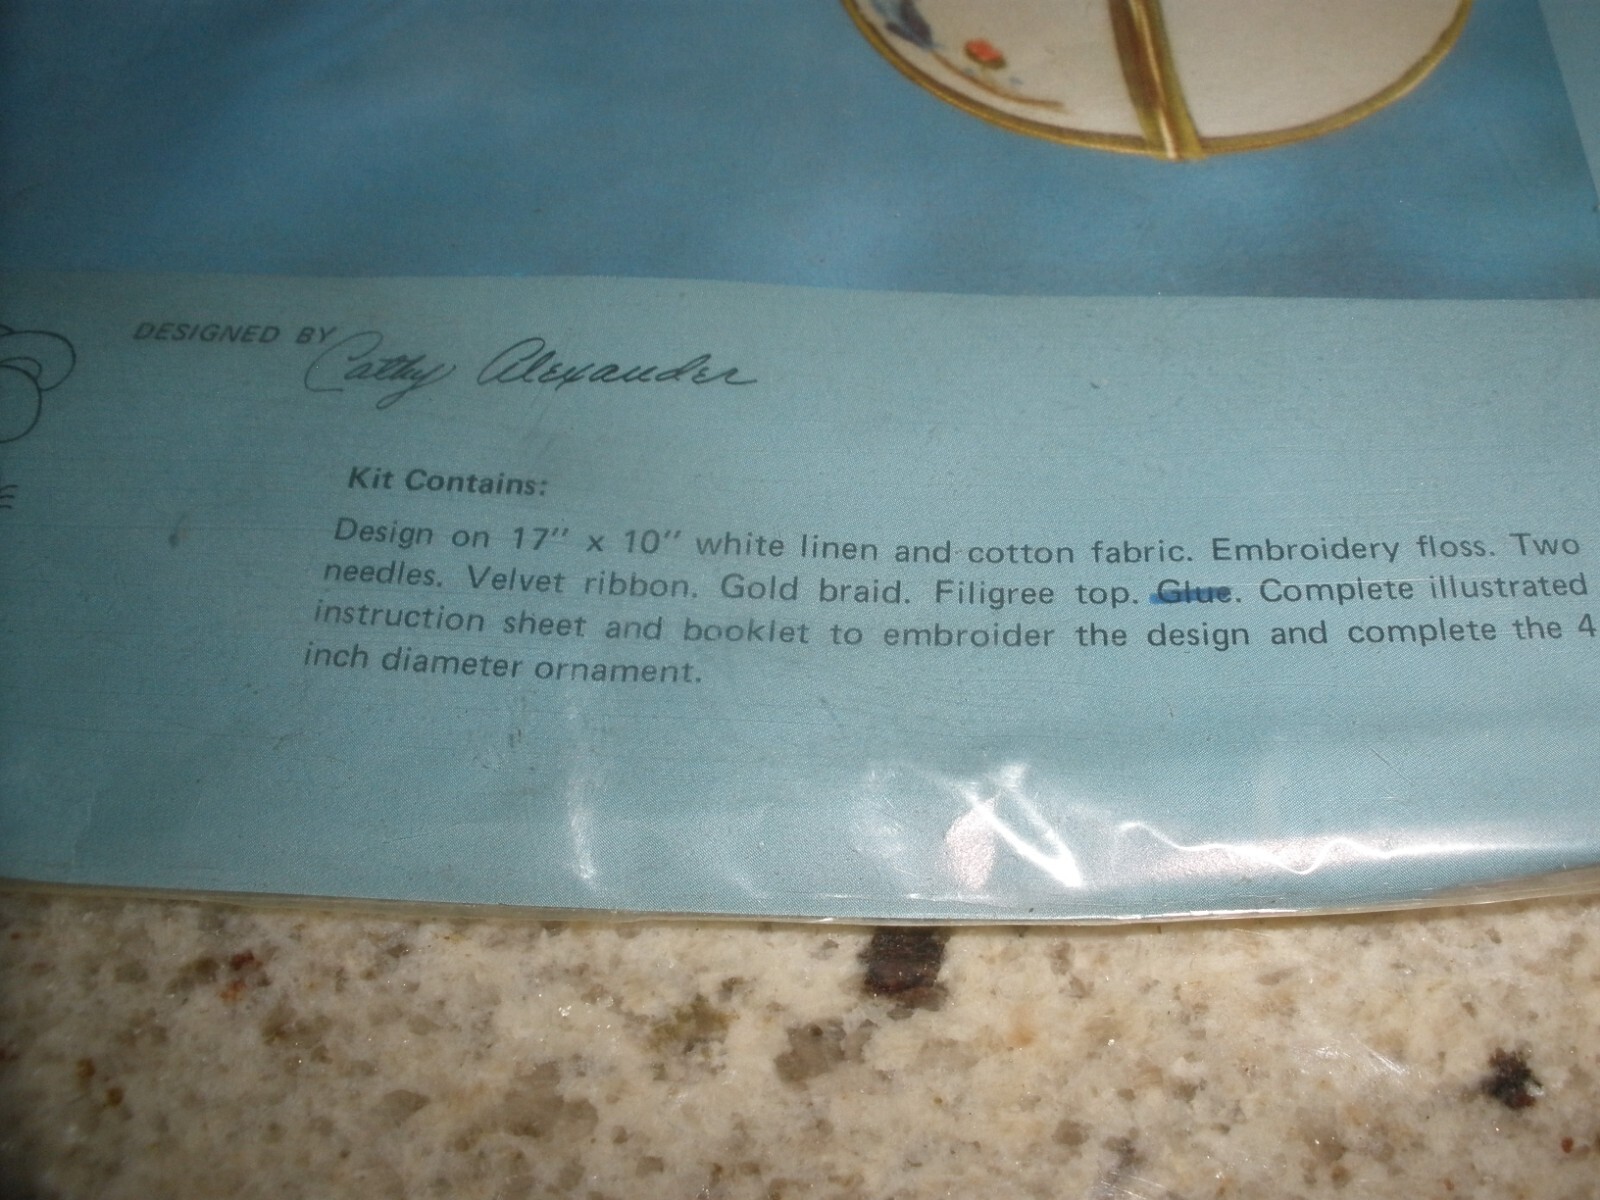 DESIGNED BY Cathy Alexander
Kit Contains:
Design on 17" x 10" white linen and cotton fabric. Embroidery floss. Two
needles. Velvet ribbon. Gold braid. Filigree top. Glue. Complete illustrated
instruction sheet and booklet to embroider the design and complete the 4
inch diameter ornament.